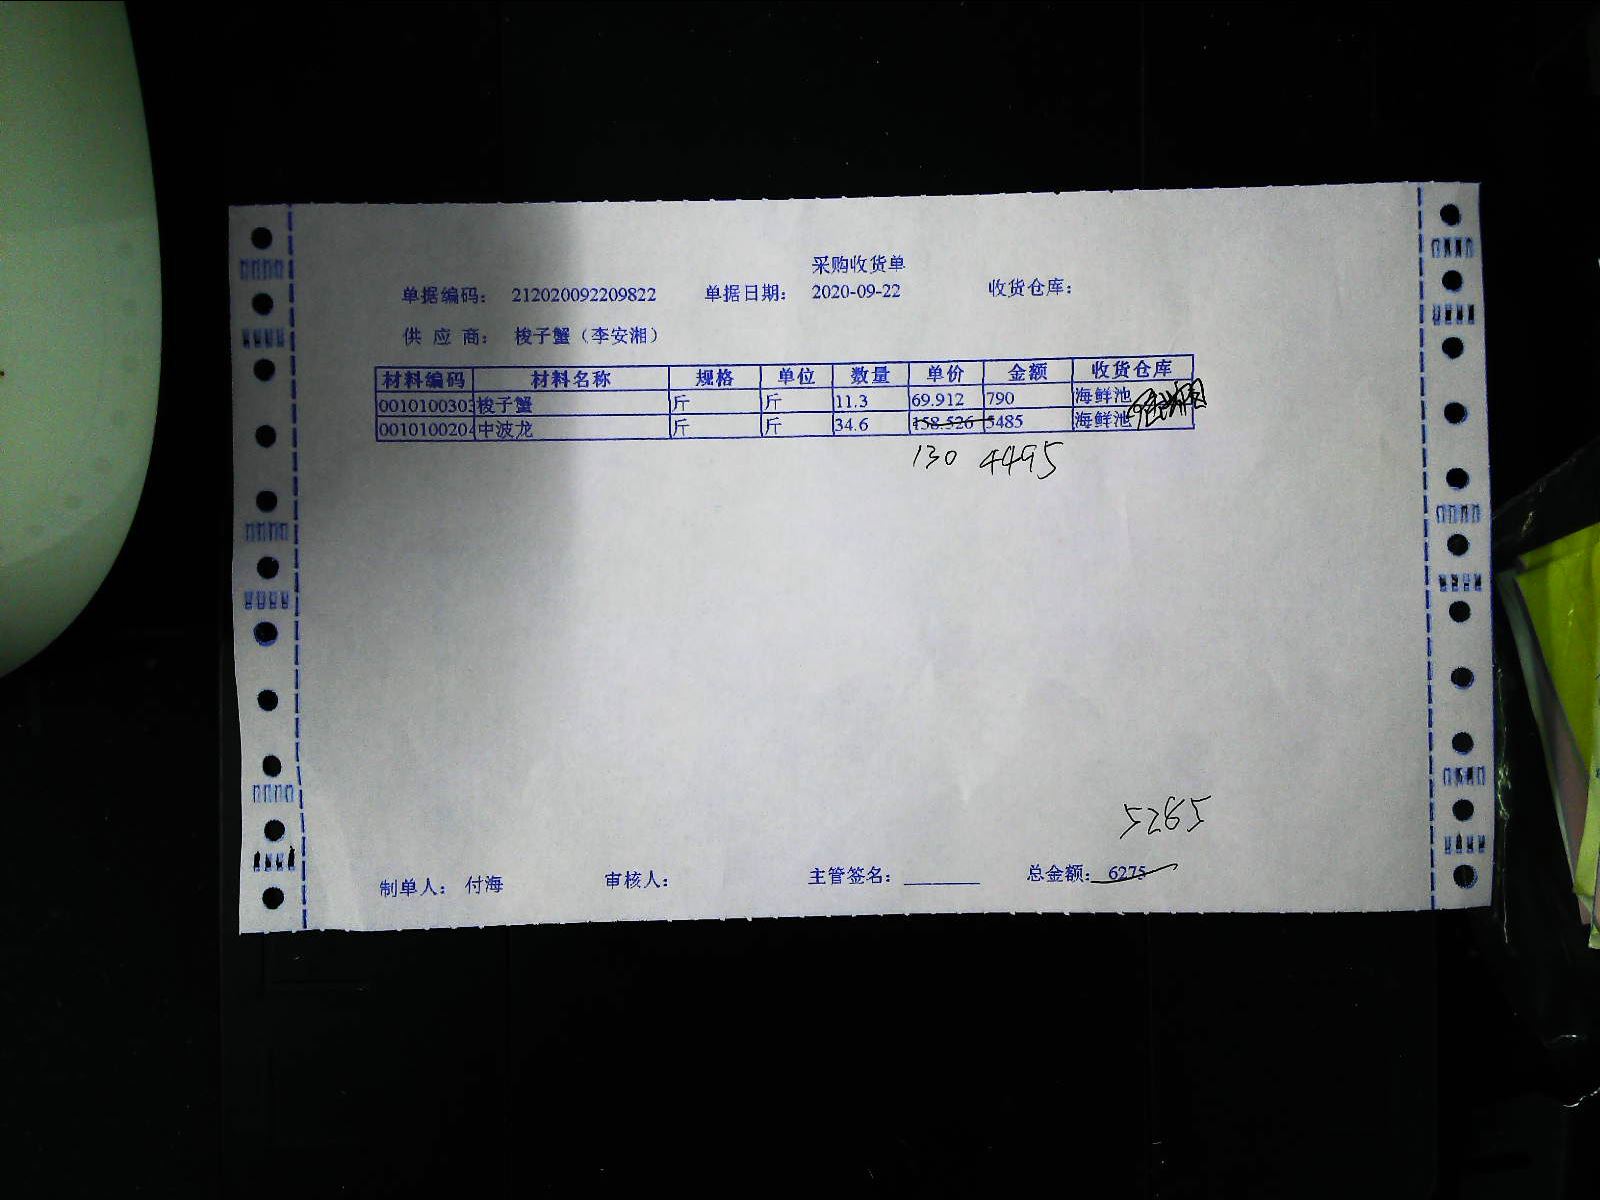 采购收货单
单据编码： 212020092209822 单据日期： 2020-09-22 收货仓库：
供 应 商： 梭子蟹（李安湘）
材料编码 材料名称 规格 单位 数量 单价 金额 收货仓库
0010100303 梭子蟹 斤 斤 11.3 69.912 790 海鲜池
0010100204 中波龙 斤 斤 34.6 158.526 5485 海鲜池
130 4495
5285
制单人： 付海 审核人： 主管签名： 总金额： 6275